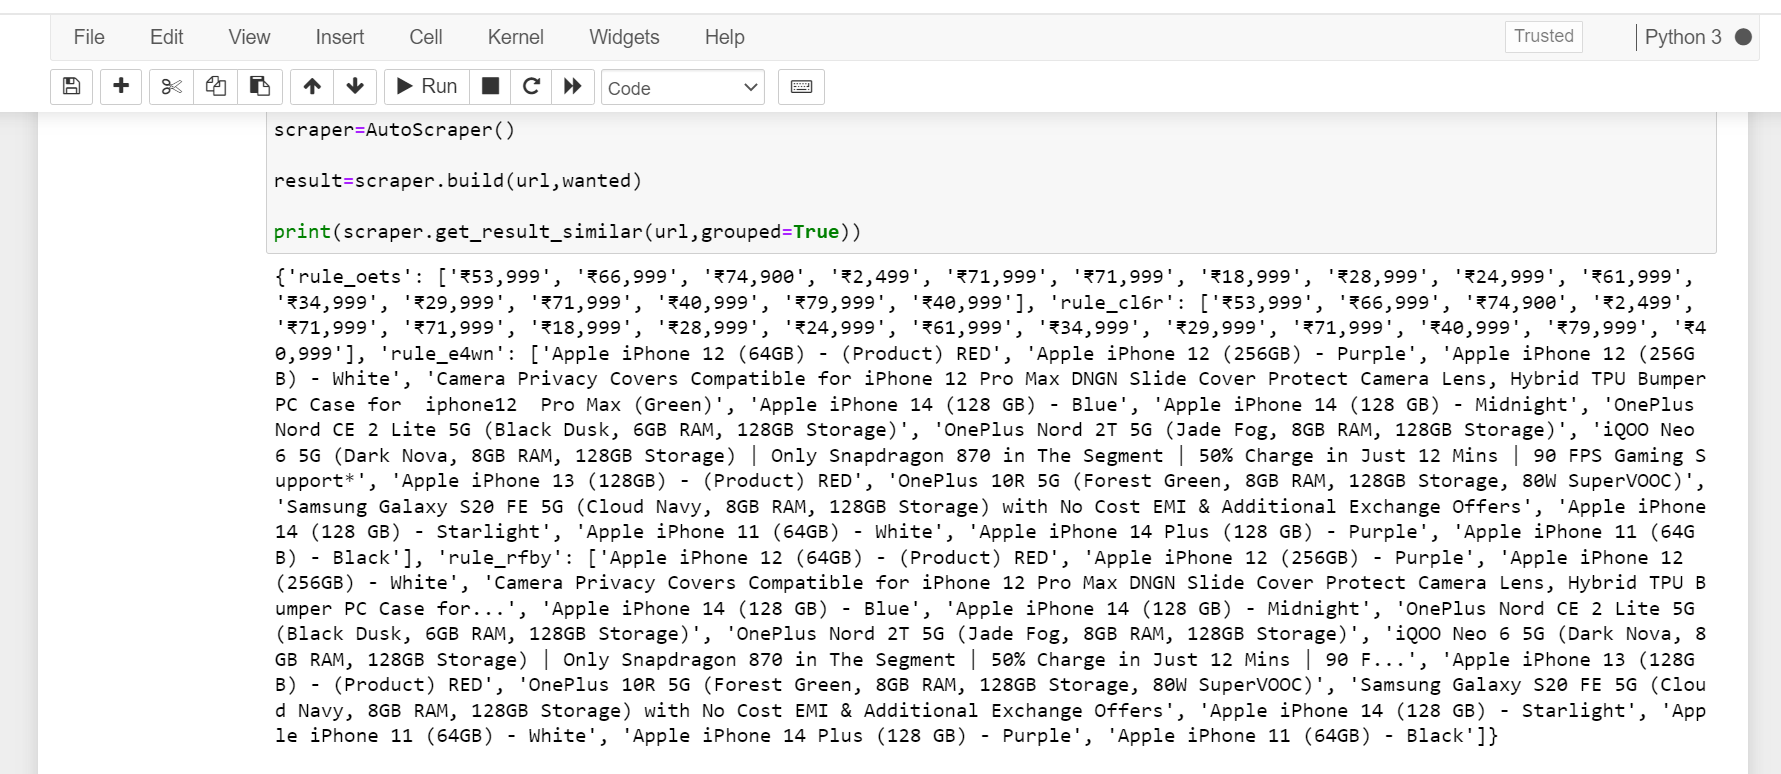 File Edit View Insert Cell Kernel Widgets Help Trusted Python 3
Run Code
scraper=AutoScraper()
result=scraper.build(url,wanted)
print(scraper.get_result_similar(url,grouped=True))
{'rule_oets': ['₹53,999', '₹66,999', '₹74,900', '₹2,499', '₹71,999', '₹71,999', '₹18,999', '₹28,999', '₹24,999', '₹61,999',
'₹34,999', '₹29,999', '₹71,999', '₹40,999', '₹79,999', '₹40,999'], 'rule_cl6r': ['₹53,999', '₹66,999', '₹74,900', '₹2,499',
'₹71,999', '₹71,999', '₹18,999', '₹28,999', '₹24,999', '₹61,999', '₹34,999', '₹29,999', '₹71,999', '₹40,999', '₹79,999', '₹4
0,999'], 'rule_e4wn': ['Apple iPhone 12 (64GB) - (Product) RED', 'Apple iPhone 12 (256GB) - Purple', 'Apple iPhone 12 (256G
B) - White', 'Camera Privacy Covers Compatible for iPhone 12 Pro Max DNGN Slide Cover Protect Camera Lens, Hybrid TPU Bumper
PC Case for  iphone12  Pro Max (Green)', 'Apple iPhone 14 (128 GB) - Blue', 'Apple iPhone 14 (128 GB) - Midnight', 'OnePlus
Nord CE 2 Lite 5G (Black Dusk, 6GB RAM, 128GB Storage)', 'OnePlus Nord 2T 5G (Jade Fog, 8GB RAM, 128GB Storage)', 'iQOO Neo
6 5G (Dark Nova, 8GB RAM, 128GB Storage) | Only Snapdragon 870 in The Segment | 50% Charge in Just 12 Mins | 90 FPS Gaming S
upport*', 'Apple iPhone 13 (128GB) - (Product) RED', 'OnePlus 10R 5G (Forest Green, 8GB RAM, 128GB Storage, 80W SuperVOOC)',
'Samsung Galaxy S20 FE 5G (Cloud Navy, 8GB RAM, 128GB Storage) with No Cost EMI & Additional Exchange Offers', 'Apple iPhone
14 (128 GB) - Starlight', 'Apple iPhone 11 (64GB) - White', 'Apple iPhone 14 Plus (128 GB) - Purple', 'Apple iPhone 11 (64G
B) - Black'], 'rule_rfby': ['Apple iPhone 12 (64GB) - (Product) RED', 'Apple iPhone 12 (256GB) - Purple', 'Apple iPhone 12
(256GB) - White', 'Camera Privacy Covers Compatible for iPhone 12 Pro Max DNGN Slide Cover Protect Camera Lens, Hybrid TPU B
umper PC Case for...', 'Apple iPhone 14 (128 GB) - Blue', 'Apple iPhone 14 (128 GB) - Midnight', 'OnePlus Nord CE 2 Lite 5G
(Black Dusk, 6GB RAM, 128GB Storage)', 'OnePlus Nord 2T 5G (Jade Fog, 8GB RAM, 128GB Storage)', 'iQOO Neo 6 5G (Dark Nova, 8
GB RAM, 128GB Storage) | Only Snapdragon 870 in The Segment | 50% Charge in Just 12 Mins | 90 F...', 'Apple iPhone 13 (128G
B) - (Product) RED', 'OnePlus 10R 5G (Forest Green, 8GB RAM, 128GB Storage, 80W SuperVOOC)', 'Samsung Galaxy S20 FE 5G (Clou
d Navy, 8GB RAM, 128GB Storage) with No Cost EMI & Additional Exchange Offers', 'Apple iPhone 14 (128 GB) - Starlight', 'App
le iPhone 11 (64GB) - White', 'Apple iPhone 14 Plus (128 GB) - Purple', 'Apple iPhone 11 (64GB) - Black']}